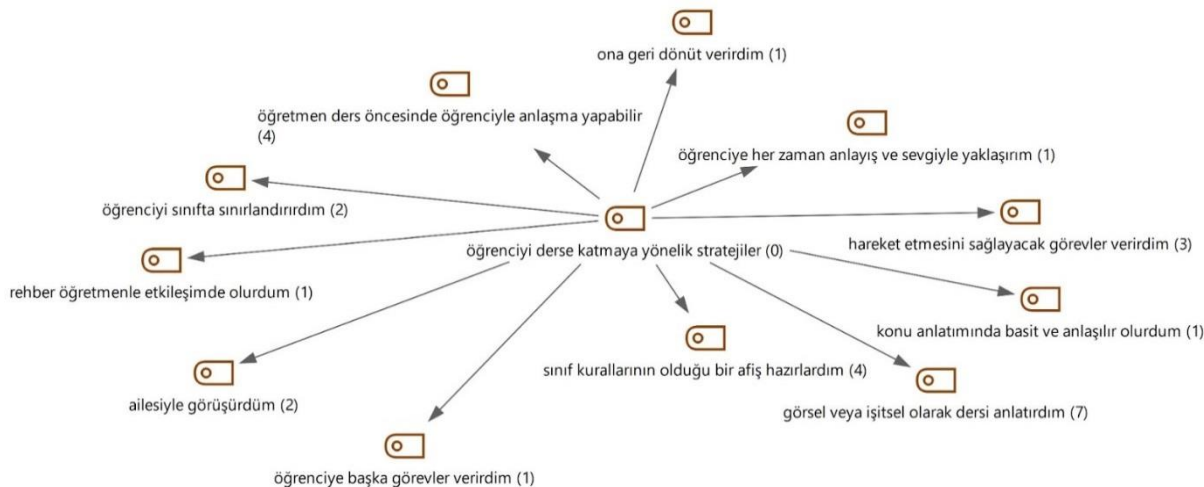 ona geri dönüt verirdim (1)
öğretmen ders öncesinde öğrenciyle anlaşma yapabilir
(4)
öğrenciye her zaman anlayış ve sevgiyle yaklaşırım (1)
öğrenciyi sınıfta sınırlandırırdım (2)
hareket etmesini sağlayacak görevler verirdim (3)
öğrenciyi derse katmaya yönelik stratejiler (0)
rehber öğretmenle etkileşimde olurdum (1)
konu anlatımında basit ve anlaşılır olurdum (1)
sınıf kurallarının olduğu bir afiş hazırlardım (4)
ailesiyle görüşürdüm (2)
görsel veya işitsel olarak dersi anlatırdım (7)
öğrenciye başka görevler verirdim (1)